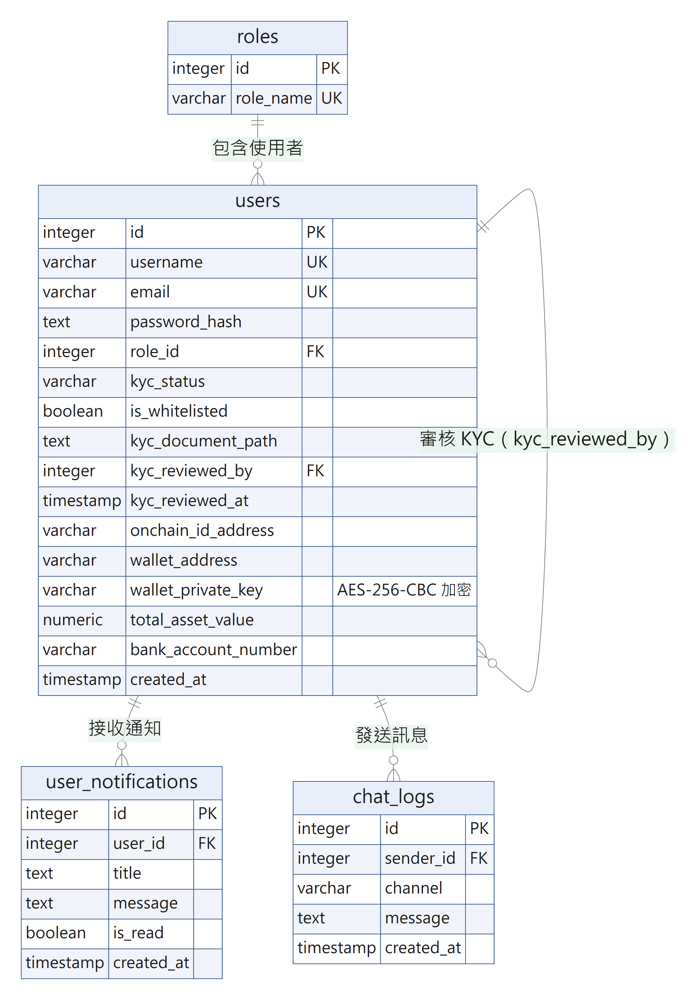 roles
integer id PK
varchar role_name UK
包含使用者
users
integer id PK
varchar username UK
varchar email UK
text password_hash
integer role_id FK
varchar kyc_status
boolean is_whitelisted
text kyc_document_path
審核 KYC（kyc_reviewed_by）
integer kyc_reviewed_by FK
timestamp kyc_reviewed_at
varchar onchain_id_address
varchar wallet_address
varchar wallet_private_key AES-256-CBC 加密
numeric total_asset_value
varchar bank_account_number
timestamp created_at
接收通知
發送訊息
user_notifications
integer id PK
integer user_id FK
text title
text message
boolean is_read
timestamp created_at
chat_logs
integer id PK
integer sender_id FK
varchar channel
text message
timestamp created_at